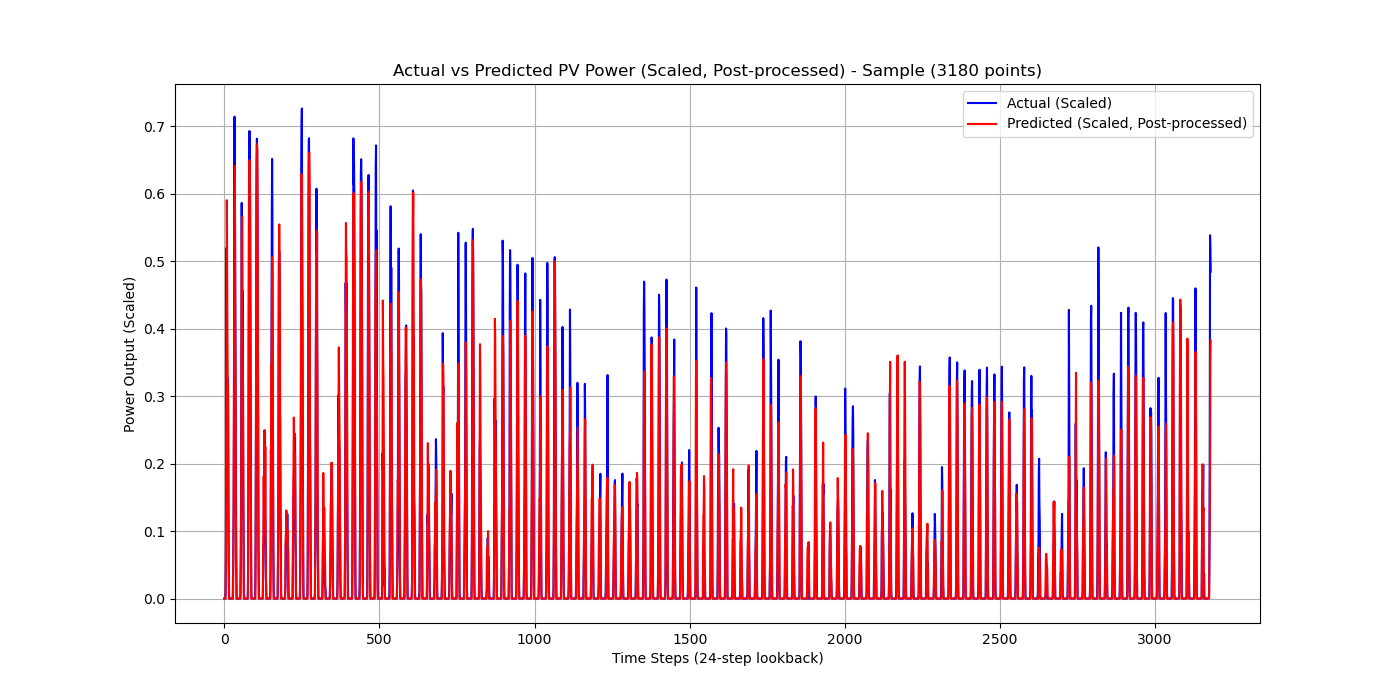 Actual vs Predicted PV Power (Scaled, Post-processed) - Sample (3180 points)
Actual (Scaled)
Predicted (Scaled, Post-processed)
Power Output (Scaled)
0.7
0.6
0.5
0.4
0.3
0.2
0.1
0.0
0 500 1000 1500 2000 2500 3000
Time Steps (24-step lookback)